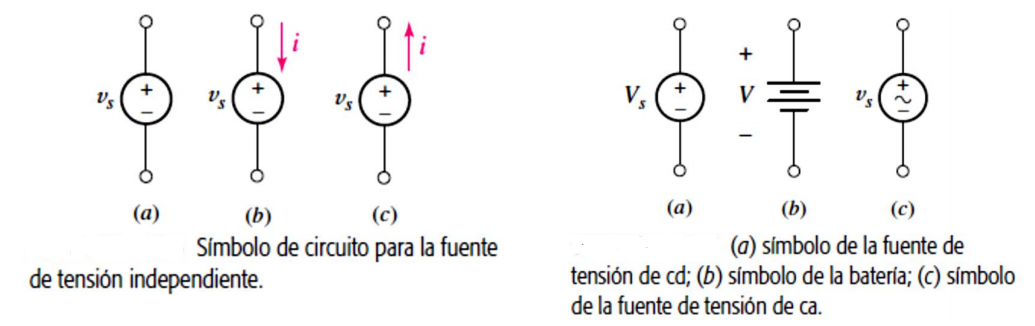 v_s + − v_s + − i v_s + − i
(a) (b) (c)
Símbolo de circuito para la fuente
de tensión independiente.
V_s + − + V − v_s + ~ −
(a) (b) (c)
(a) símbolo de la fuente de
tensión de cd; (b) símbolo de la batería; (c) símbolo
de la fuente de tensión de ca.